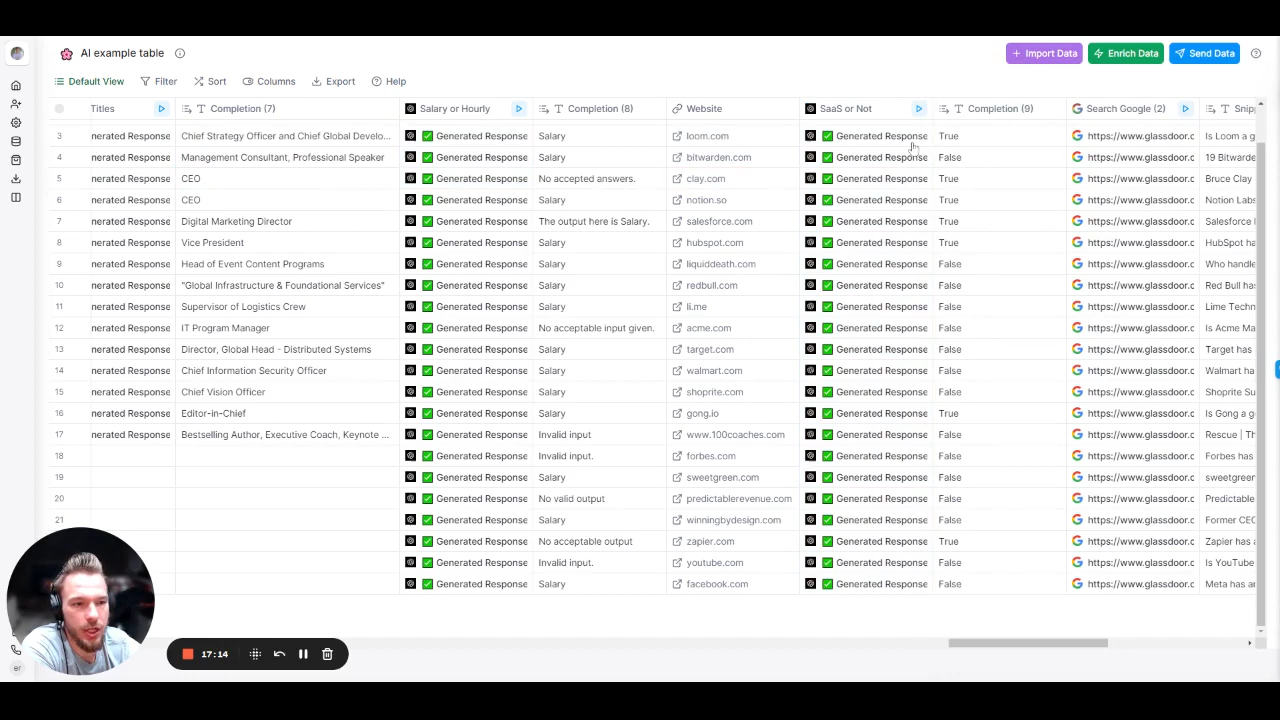 AI example table
Import Data Enrich Data Send Data
Default View Filter Sort Columns Export Help
Titles Completion (7) Salary or Hourly Completion (8) Website SaaS or Not Completion (9) Search Google (2) Snip
3 nerated Response Chief Strategy Officer and Chief Global Develo... Generated Response Salary loom.com Generated Response True https://www.glassdoor.c Is Loom a g
4 nerated Response Management Consultant, Professional Speaker Generated Response Salary bitwarden.com Generated Response False https://www.glassdoor.c 19 Bitwarde
5 nerated Response CEO Generated Response No accepted answers. clay.com Generated Response True https://www.glassdoor.c Bruce Clay
6 nerated Response CEO Generated Response Salary notion.so Generated Response True https://www.glassdoor.c Notion Labs
7 nerated Response Digital Marketing Director Generated Response The output here is Salary. salesforce.com Generated Response True https://www.glassdoor.c Salesforce
8 nerated Response Vice President Generated Response Salary hubspot.com Generated Response True https://www.glassdoor.c HubSpot ha
9 nerated Response Head of Event Content Programs Generated Response Salary liquiddeath.com Generated Response False https://www.glassdoor.c Who handle
10 nerated Response "Global Infrastructure & Foundational Services" Generated Response Salary redbull.com Generated Response False https://www.glassdoor.c Red Bull ha
11 nerated Response Supervisor of Logistics Crew Generated Response Salary li.me Generated Response False https://www.glassdoor.c Lime Techn
12 nerated Response IT Program Manager Generated Response No acceptable input given. acme.com Generated Response False https://www.glassdoor.c Is Acme Ma
13 nerated Response Director, Global Head - Distributed Systems Generated Response Salary target.com Generated Response False https://www.glassdoor.c Target has
14 nerated Response Chief Information Security Officer Generated Response Salary walmart.com Generated Response False https://www.glassdoor.c Walmart ha
15 nerated Response Chief Vision Officer Generated Response Salary shoprite.com Generated Response False https://www.glassdoor.c Shoprite Su
16 nerated Response Editor-in-Chief Generated Response Salary gong.io Generated Response True https://www.glassdoor.c Is Gong a g
17 nerated Response Bestselling Author, Executive Coach, Keynote ... Generated Response Invalid input www.100coaches.com Generated Response False https://www.glassdoor.c Rescue | Th
18 Generated Response Invalid input. forbes.com Generated Response False https://www.glassdoor.c Forbes has
19 Generated Response Salary sweetgreen.com Generated Response False https://www.glassdoor.c sweetgreen
20 Generated Response No valid output predictablerevenue.com Generated Response False https://www.glassdoor.c Predictable
21 Generated Response Salary winningbydesign.com Generated Response False https://www.glassdoor.c Former CEO
Generated Response No acceptable output zapier.com Generated Response True https://www.glassdoor.c Zapier has a
Generated Response Invalid input. youtube.com Generated Response False https://www.glassdoor.c Is YouTube
Generated Response Salary facebook.com Generated Response False https://www.glassdoor.c Meta has a
er
17:14